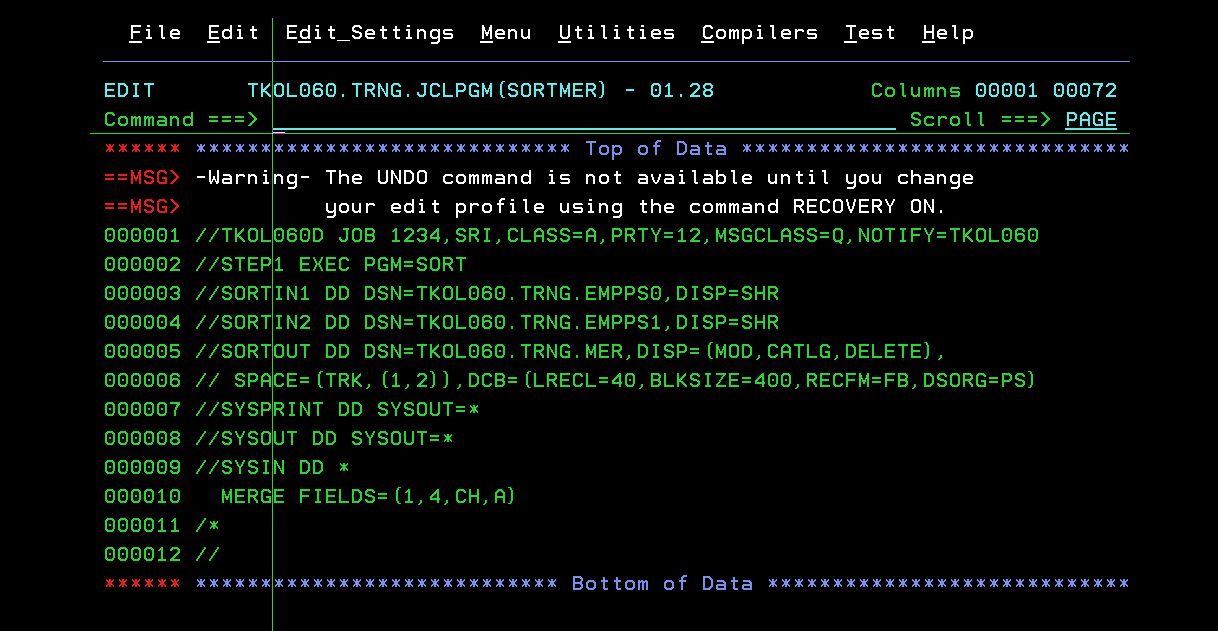 File Edit Edit_Settings Menu Utilities Compilers Test Help
EDIT TKOL060.TRNG.JCLPGM(SORTMER) - 01.28 Columns 00001 00072
Command ===> Scroll ===> PAGE
****** ***************************** Top of Data ******************************
==MSG> -Warning- The UNDO command is not available until you change
==MSG> your edit profile using the command RECOVERY ON.
000001 //TKOL060D JOB 1234,SRI,CLASS=A,PRTY=12,MSGCLASS=Q,NOTIFY=TKOL060
000002 //STEP1 EXEC PGM=SORT
000003 //SORTIN1 DD DSN=TKOL060.TRNG.EMPPS0,DISP=SHR
000004 //SORTIN2 DD DSN=TKOL060.TRNG.EMPPS1,DISP=SHR
000005 //SORTOUT DD DSN=TKOL060.TRNG.MER,DISP=(MOD,CATLG,DELETE),
000006 // SPACE=(TRK,(1,2)),DCB=(LRECL=40,BLKSIZE=400,RECFM=FB,DSORG=PS)
000007 //SYSPRINT DD SYSOUT=*
000008 //SYSOUT DD SYSOUT=*
000009 //SYSIN DD *
000010 MERGE FIELDS=(1,4,CH,A)
000011 /*
000012 //
****** **************************** Bottom of Data ****************************